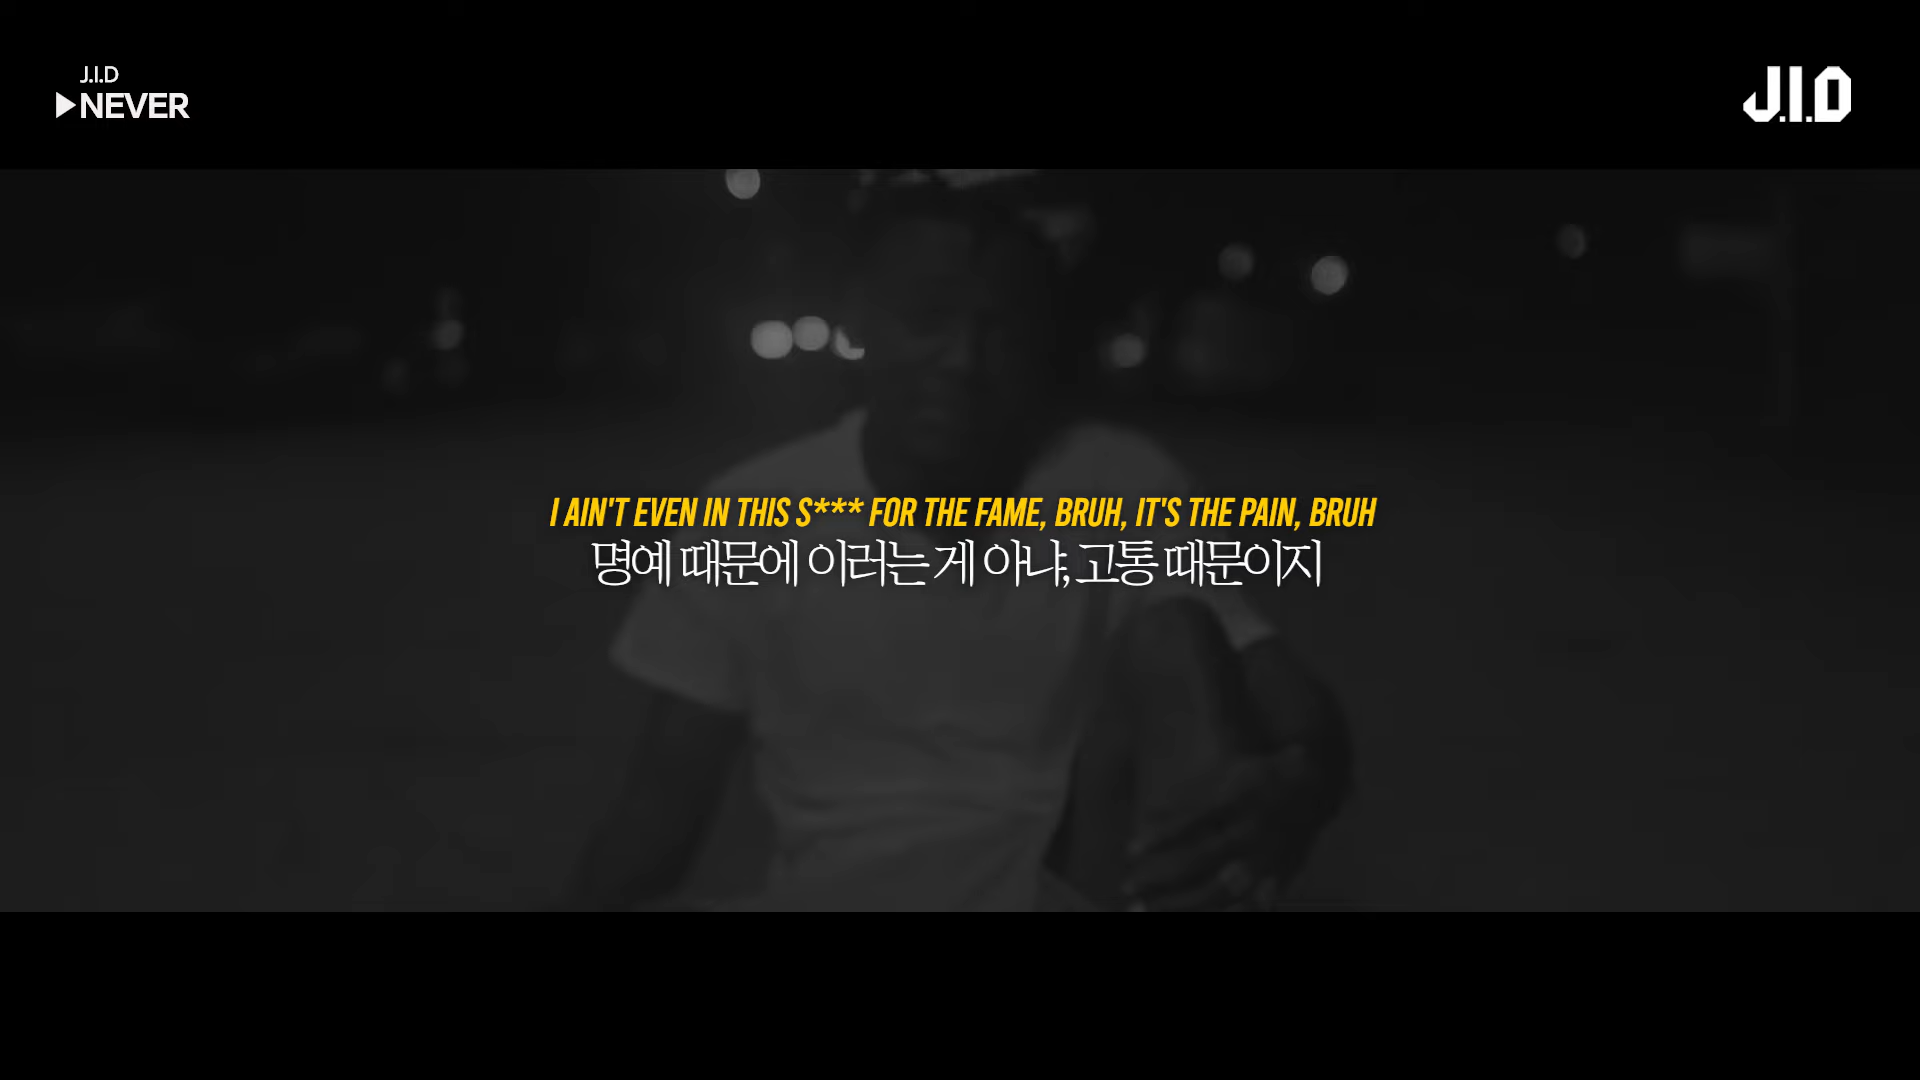 J.I.D
NEVER
J.I.D
I AIN'T EVEN IN THIS S*** FOR THE FAME, BRUH, IT'S THE PAIN, BRUH
명예 때문에 이러는 게 아냐, 고통 때문이지